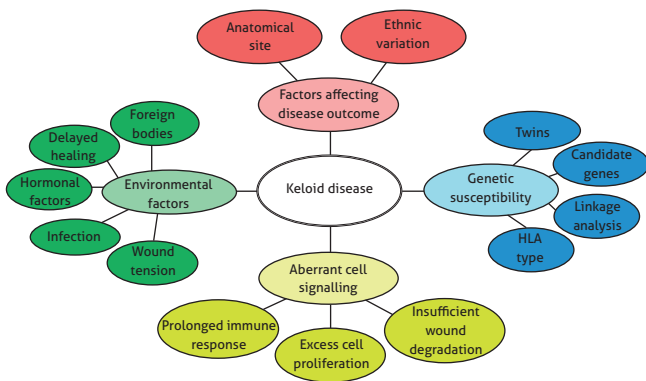 Anatomical
site
Ethnic
variation
Factors affecting
disease outcome
Foreign
bodies
Delayed
healing
Hormonal
factors
Environmental
factors
Infection
Wound
tension
Keloid disease
Twins
Candidate
genes
Genetic
susceptibility
Linkage
analysis
HLA
type
Aberrant cell
signalling
Prolonged immune
response
Excess cell
proliferation
Insufficient
wound
degradation